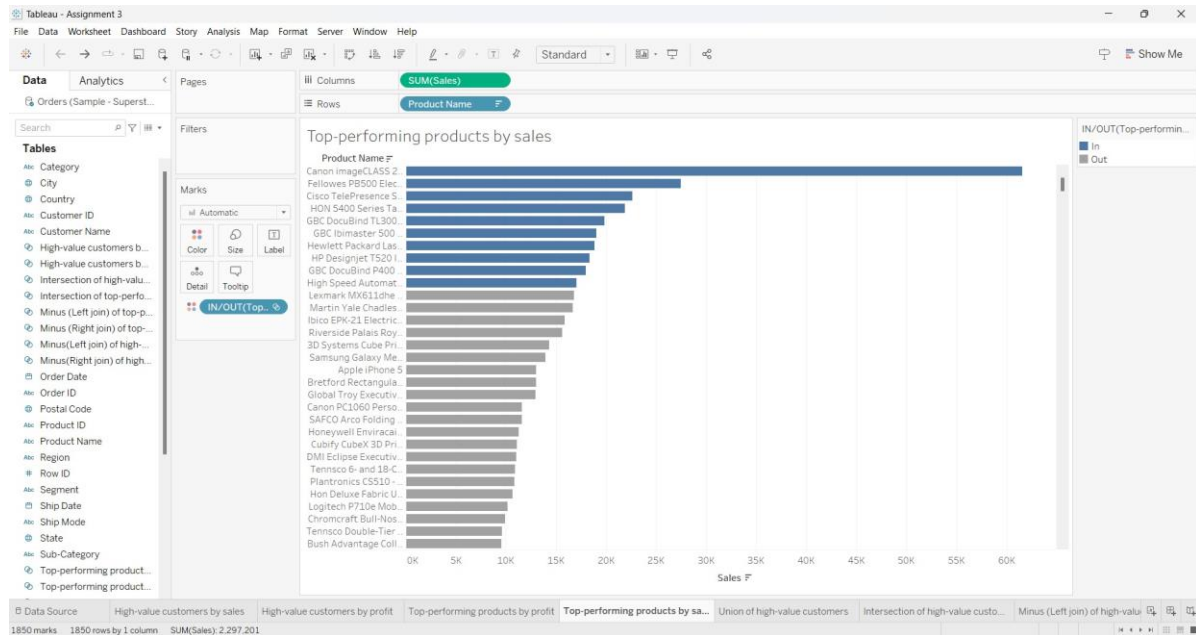 Tableau - Assignment 3
File Data Worksheet Dashboard Story Analysis Map Format Server Window Help
Standard
Show Me
Data Analytics
Orders (Sample - Superst...
Search
Tables
Abc Category
City
Country
Abc Customer ID
Abc Customer Name
High-value customers b...
High-value customers b...
Intersection of high-valu...
Intersection of top-perfo...
Minus (Left join) of top-p...
Minus (Right join) of top-...
Minus(Left join) of high-...
Minus(Right join) of high...
Order Date
Abc Order ID
Postal Code
Abc Product ID
Abc Product Name
Abc Region
# Row ID
Abc Segment
Ship Date
Abc Ship Mode
State
Abc Sub-Category
Top-performing product...
Top-performing product...
Pages
Filters
Marks
Automatic
Color Size Label
Detail Tooltip
IN/OUT(Top..
Columns SUM(Sales)
Rows Product Name
Top-performing products by sales
Product Name
Canon imageCLASS 2..
Fellowes PB500 Elec..
Cisco TelePresence S..
HON 5400 Series Ta..
GBC DocuBind TL300..
GBC Ibimaster 500 ..
Hewlett Packard Las..
HP Designjet T520 I..
GBC DocuBind P400 ..
High Speed Automat..
Lexmark MX611dhe ..
Martin Yale Chadles..
Ibico EPK-21 Electric..
Riverside Palais Roy..
3D Systems Cube Pri..
Samsung Galaxy Me..
Apple iPhone 5
Bretford Rectangula..
Global Troy Executiv..
Canon PC1060 Perso..
SAFCO Arco Folding ..
Honeywell Enviracai..
Cubify CubeX 3D Pri..
DMI Eclipse Executiv..
Tennsco 6- and 18-C..
Plantronics CS510 - ..
Hon Deluxe Fabric U..
Logitech P710e Mob..
Chromcraft Bull-Nos..
Tennsco Double-Tier ..
Bush Advantage Coll..
0K 5K 10K 15K 20K 25K 30K 35K 40K 45K 50K 55K 60K
Sales
IN/OUT(Top-performin...
In
Out
Data Source High-value customers by sales High-value customers by profit Top-performing products by profit Top-performing products by sa... Union of high-value customers Intersection of high-value custo... Minus (Left join) of high-valu
1850 marks 1850 rows by 1 column SUM(Sales): 2,297,201